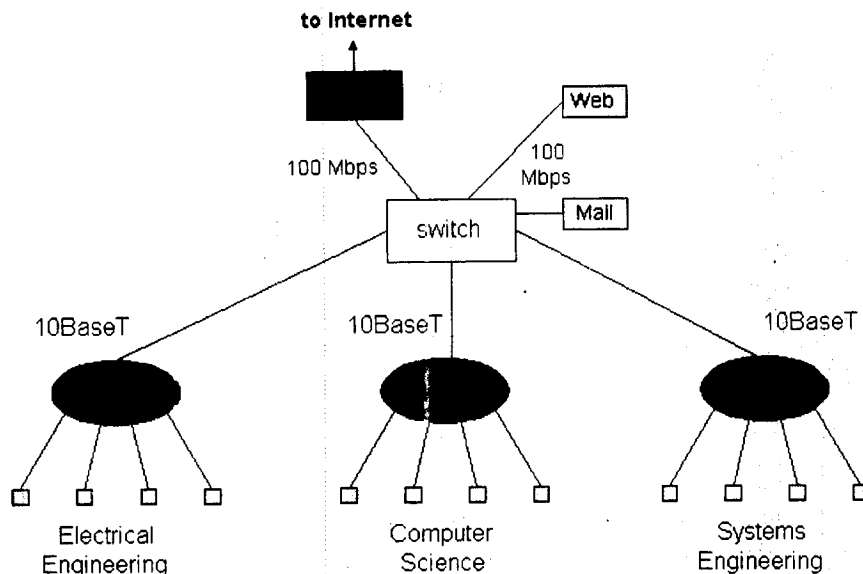 to Internet
Web
100 Mbps
100
Mbps
switch
Mail
10BaseT
10BaseT
10BaseT
Electrical
Engineering
Computer
Science
Systems
Engineering